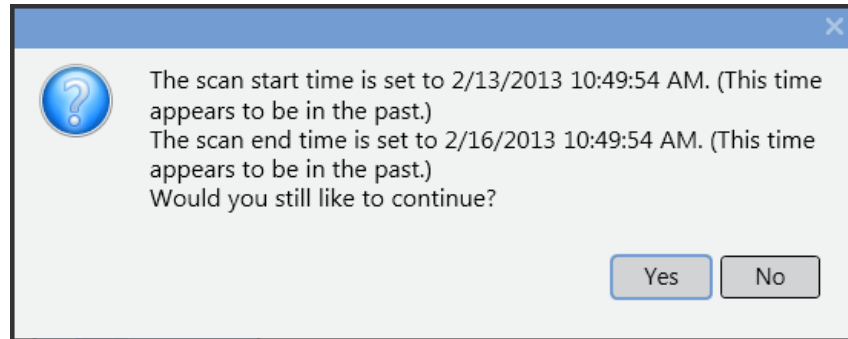 The scan start time is set to 2/13/2013 10:49:54 AM. (This time
appears to be in the past.)
The scan end time is set to 2/16/2013 10:49:54 AM. (This time
appears to be in the past.)
Would you still like to continue?
Yes No